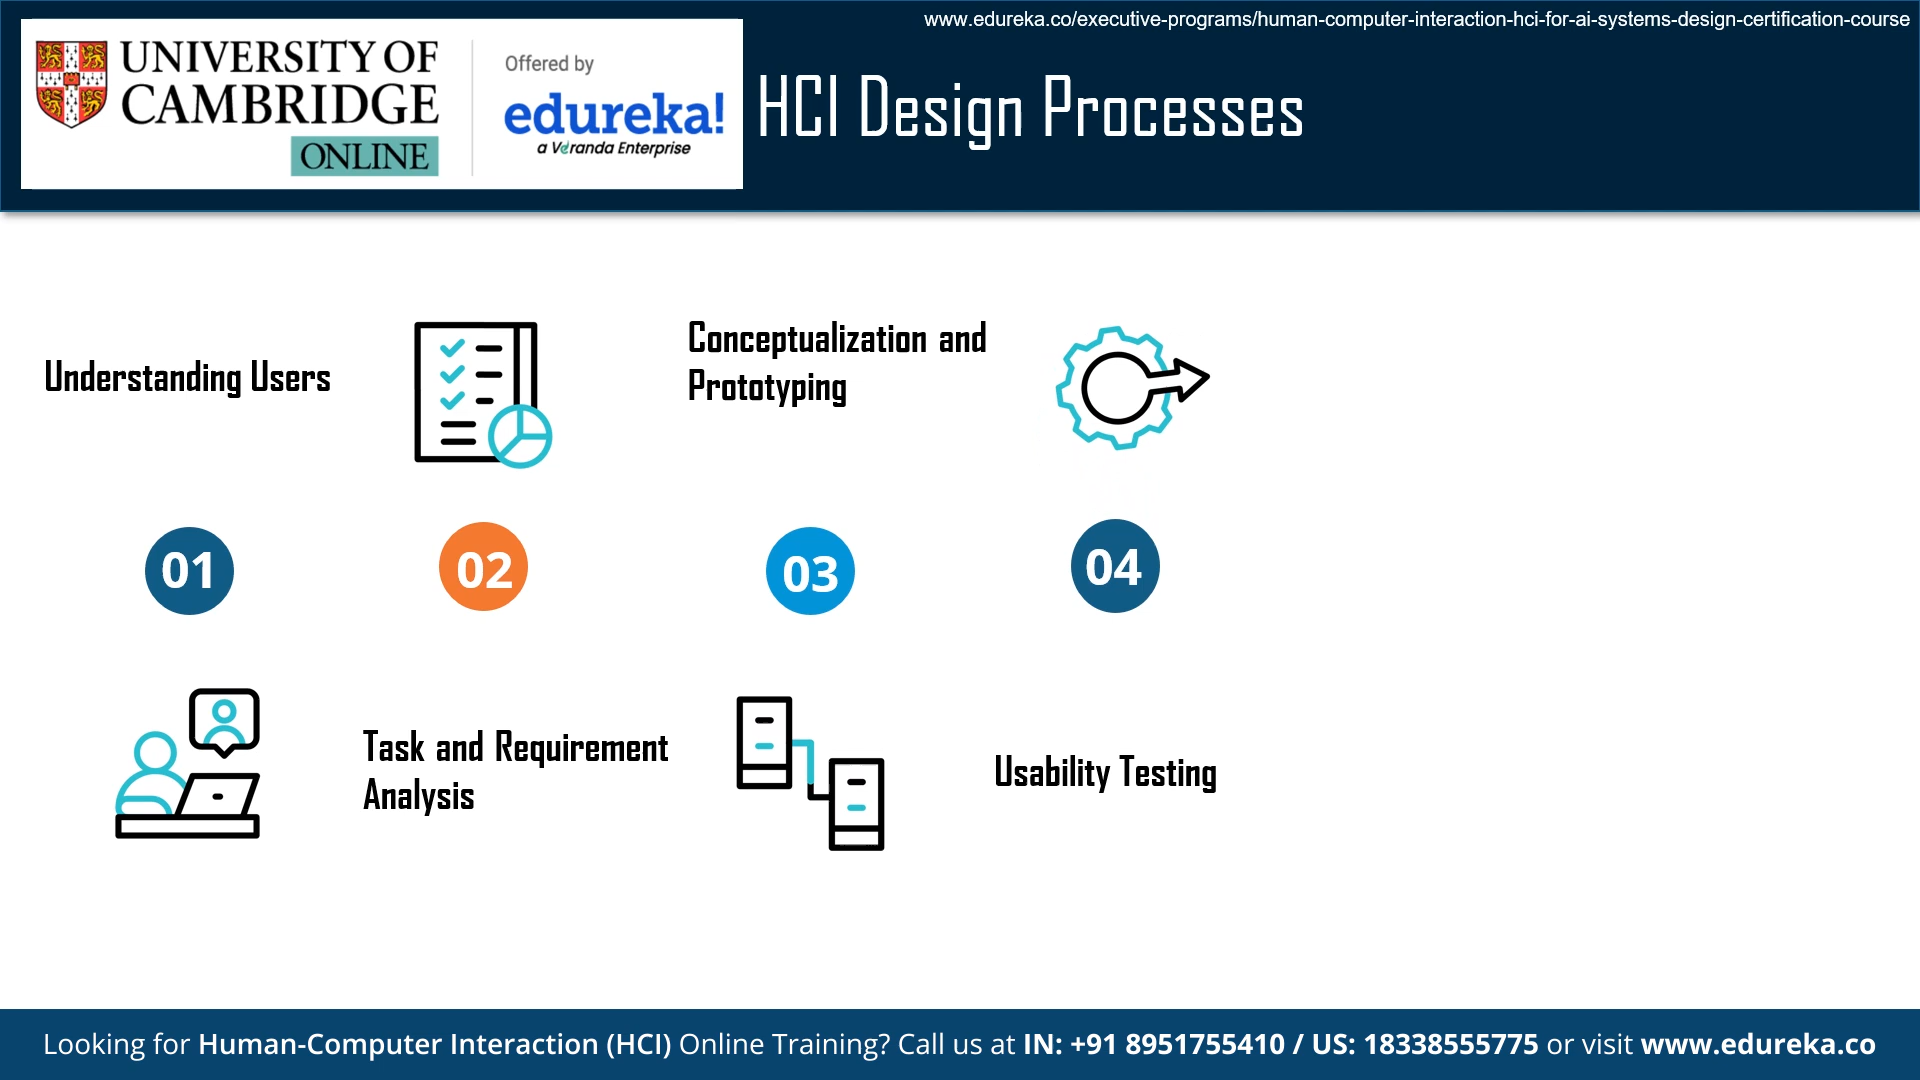 www.edureka.co/executive-programs/human-computer-interaction-hci-for-ai-systems-design-certification-course
UNIVERSITY OF
CAMBRIDGE
ONLINE
Offered by
edureka!
a Veranda Enterprise
HCI Design Processes
Understanding Users
Conceptualization and
Prototyping
01
02
03
04
Task and Requirement
Analysis
Usability Testing
Looking for Human-Computer Interaction (HCI) Online Training? Call us at IN: +91 8951755410 / US: 18338555775 or visit www.edureka.co